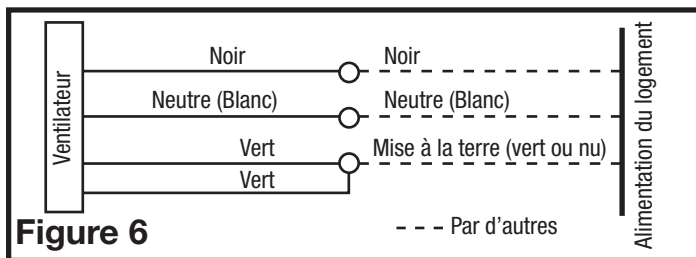 Ventilateur
Noir
Noir
Neutre (Blanc)
Neutre (Blanc)
Vert
Mise à la terre (vert ou nu)
Vert
Alimentation du logement
Figure 6
--- Par d'autres